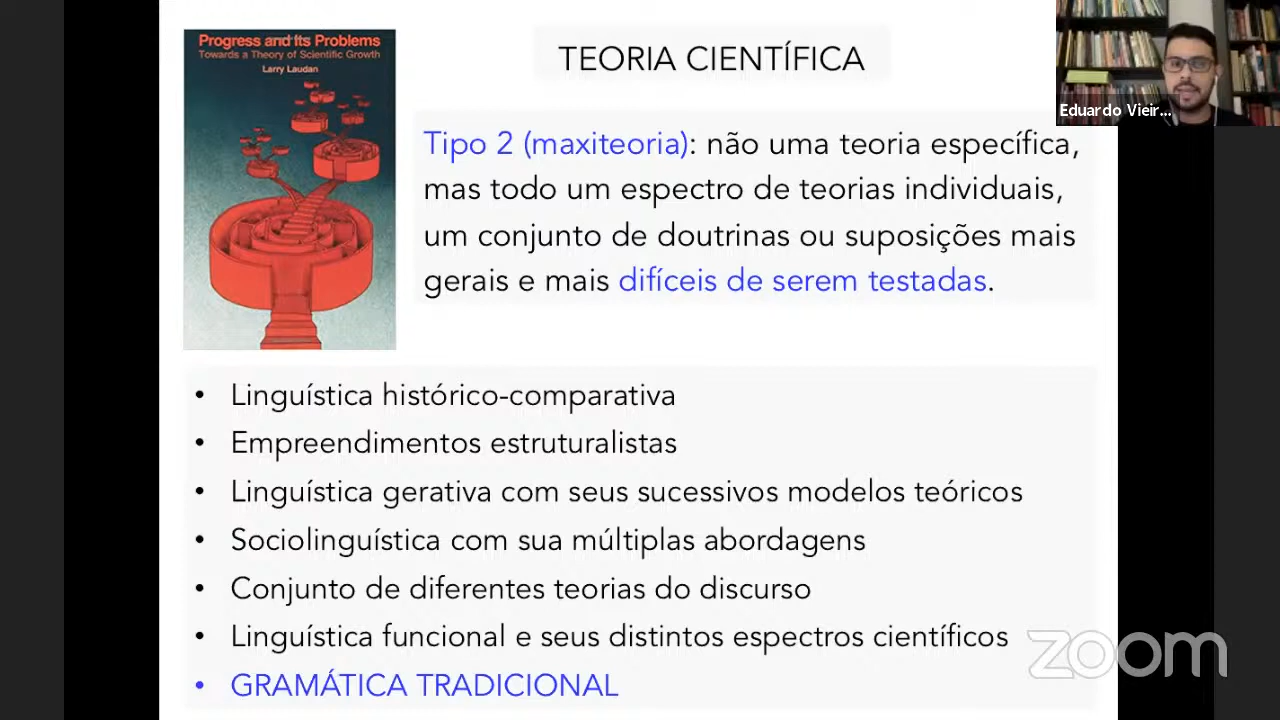 Progress and Its Problems
Towards a Theory of Scientific Growth
Larry Laudan
TEORIA CIENTÍFICA
Eduardo Vieir...
Tipo 2 (maxiteoria): não uma teoria específica,
mas todo um espectro de teorias individuais,
um conjunto de doutrinas ou suposições mais
gerais e mais difíceis de serem testadas.
• Linguística histórico-comparativa
• Empreendimentos estruturalistas
• Linguística gerativa com seus sucessivos modelos teóricos
• Sociolinguística com sua múltiplas abordagens
• Conjunto de diferentes teorias do discurso
• Linguística funcional e seus distintos espectros científicos
• GRAMÁTICA TRADICIONAL
zoom